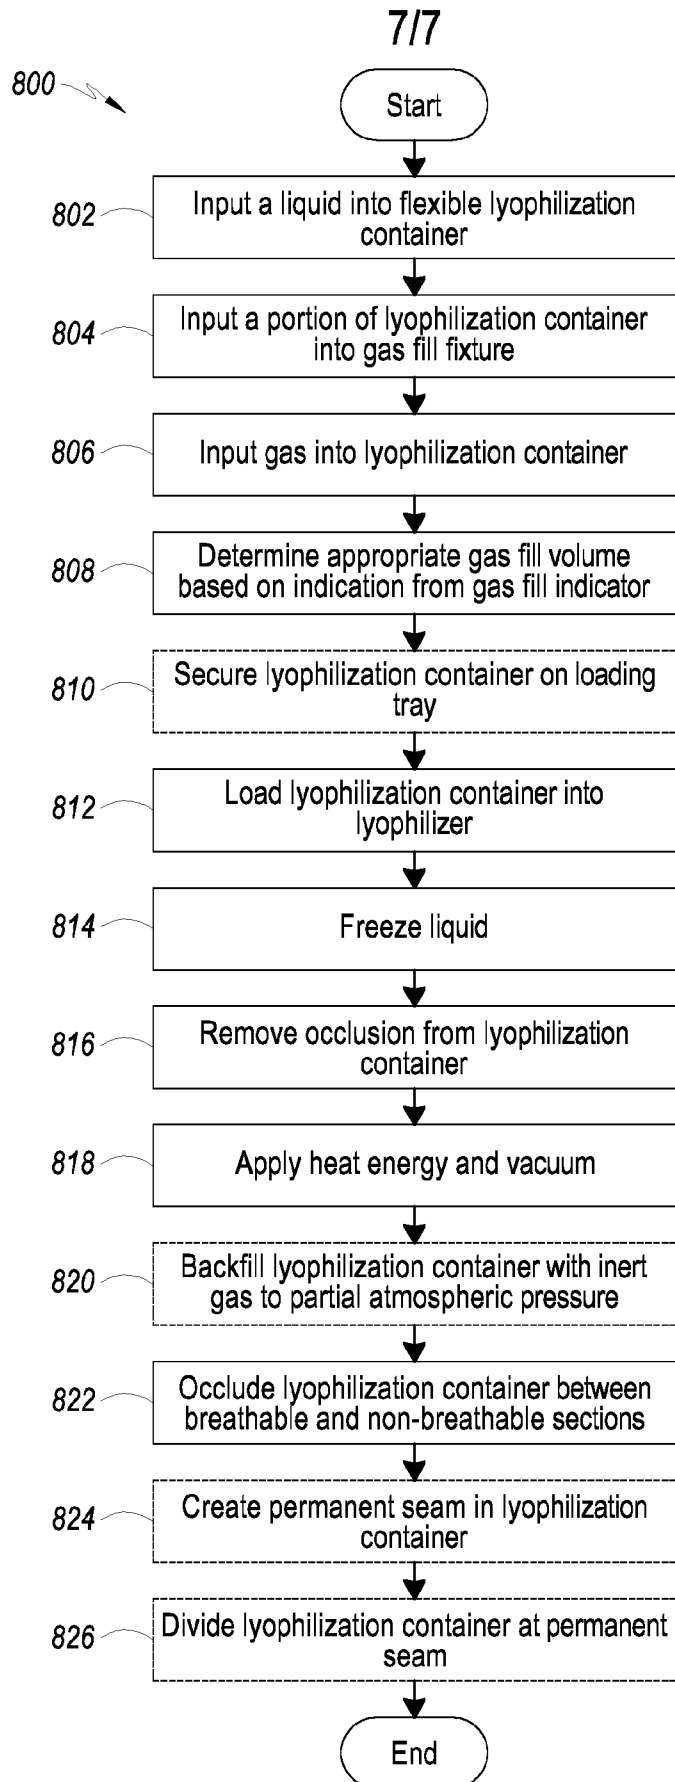 7/7
800
Start
802
Input a liquid into flexible lyophilization
container
804
Input a portion of lyophilization container
into gas fill fixture
806
Input gas into lyophilization container
808
Determine appropriate gas fill volume
based on indication from gas fill indicator
810
Secure lyophilization container on loading
tray
812
Load lyophilization container into
lyophilizer
814
Freeze liquid
816
Remove occlusion from lyophilization
container
818
Apply heat energy and vacuum
820
Backfill lyophilization container with inert
gas to partial atmospheric pressure
822
Occlude lyophilization container between
breathable and non-breathable sections
824
Create permanent seam in lyophilization
container
826
Divide lyophilization container at permanent
seam
End